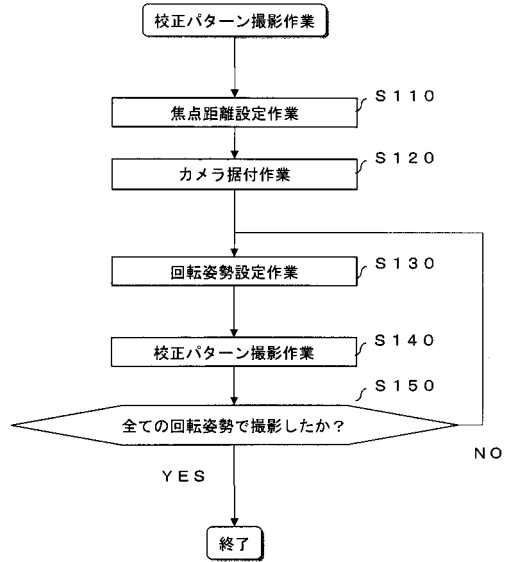 校正パターン撮影作業
S110
焦点距離設定作業
S120
カメラ据付作業
S130
回転姿勢設定作業
S140
校正パターン撮影作業
S150
全ての回転姿勢で撮影したか?
NO
YES
終了